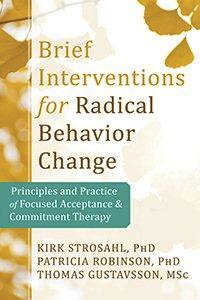 Brief
Interventions
for Radical
Behavior
Change
Principles and Practice
of Focused Acceptance &
Commitment Therapy
KIRK STROSAHL, PHD
PATRICIA ROBINSON, PHD
THOMAS GUSTAVSSON, MSc